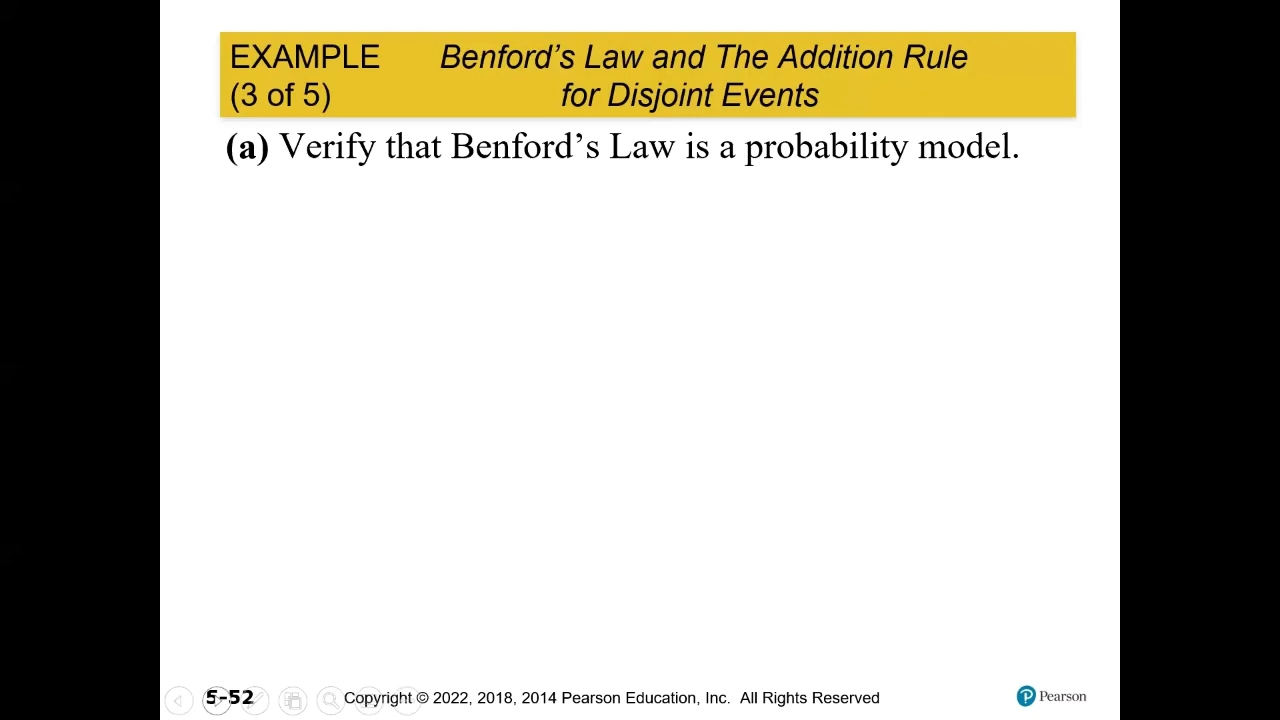 EXAMPLE Benford’s Law and The Addition Rule
(3 of 5) for Disjoint Events
(a) Verify that Benford’s Law is a probability model.
5-52 Copyright © 2022, 2018, 2014 Pearson Education, Inc. All Rights Reserved Pearson